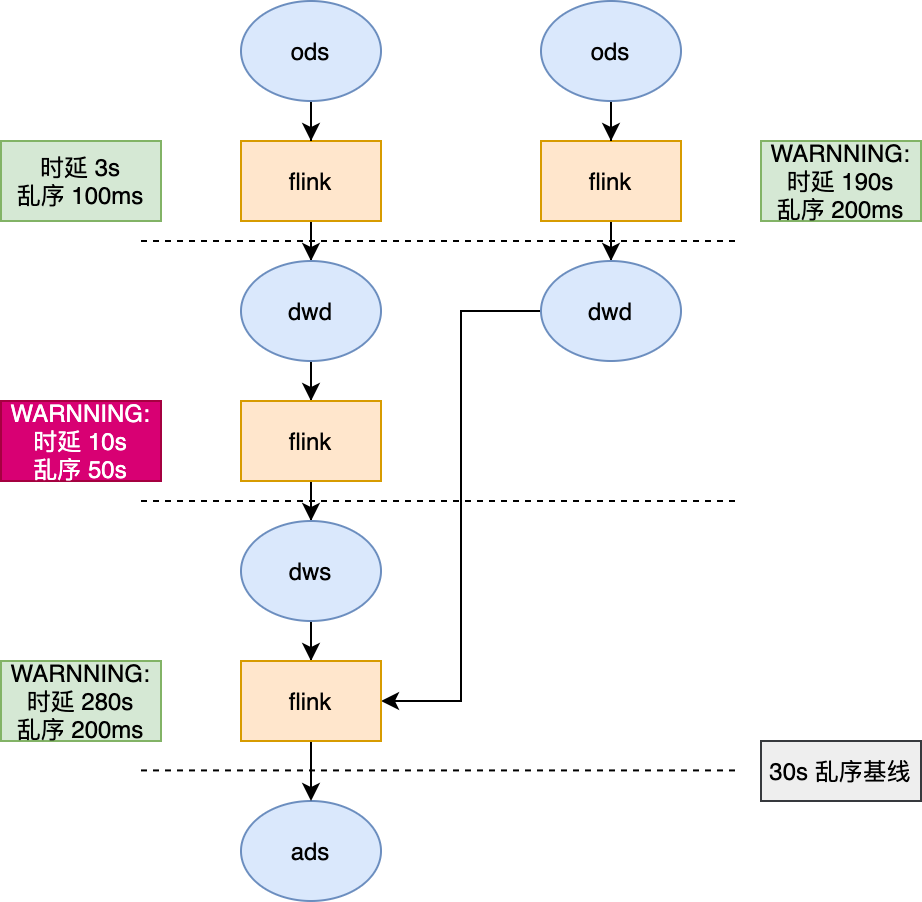 ods
ods
时延 3s
乱序 100ms
flink
flink
WARNNING:
时延 190s
乱序 200ms
dwd
dwd
WARNNING:
时延 10s
乱序 50s
flink
dws
WARNNING:
时延 280s
乱序 200ms
flink
30s 乱序基线
ads